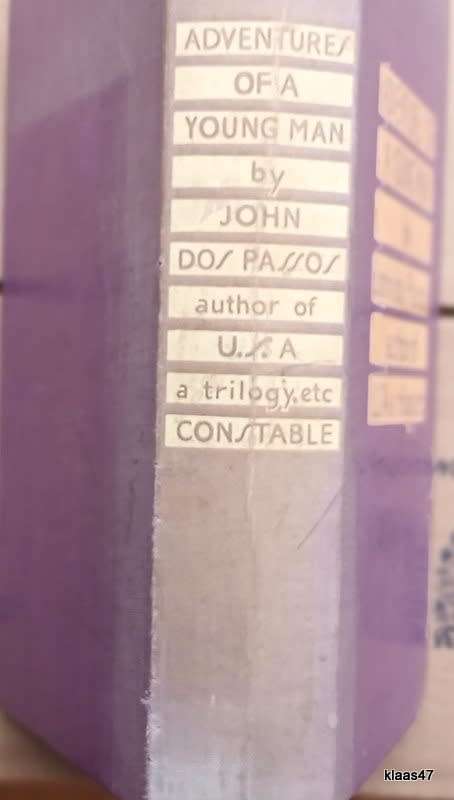 ADVENTURES
OF A
YOUNG MAN
by
JOHN
DOS PASSOS
author of
U.S. A
a trilogy, etc
CONSTABLE
klaas47